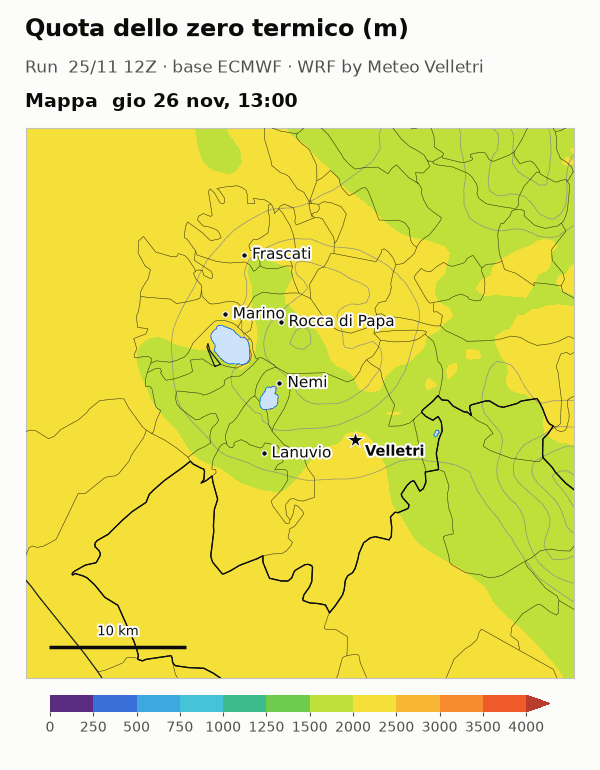 Quota dello zero termico (m)
Run 25/11 12Z · base ECMWF · WRF by Meteo Velletri
Mappa gio 26 nov, 13:00
Frascati
Marino
Rocca di Papa
Nemi
Velletri
Lanuvio
10 km
0 250 500 750 1000 1250 1500 2000 2500 3000 3500 4000